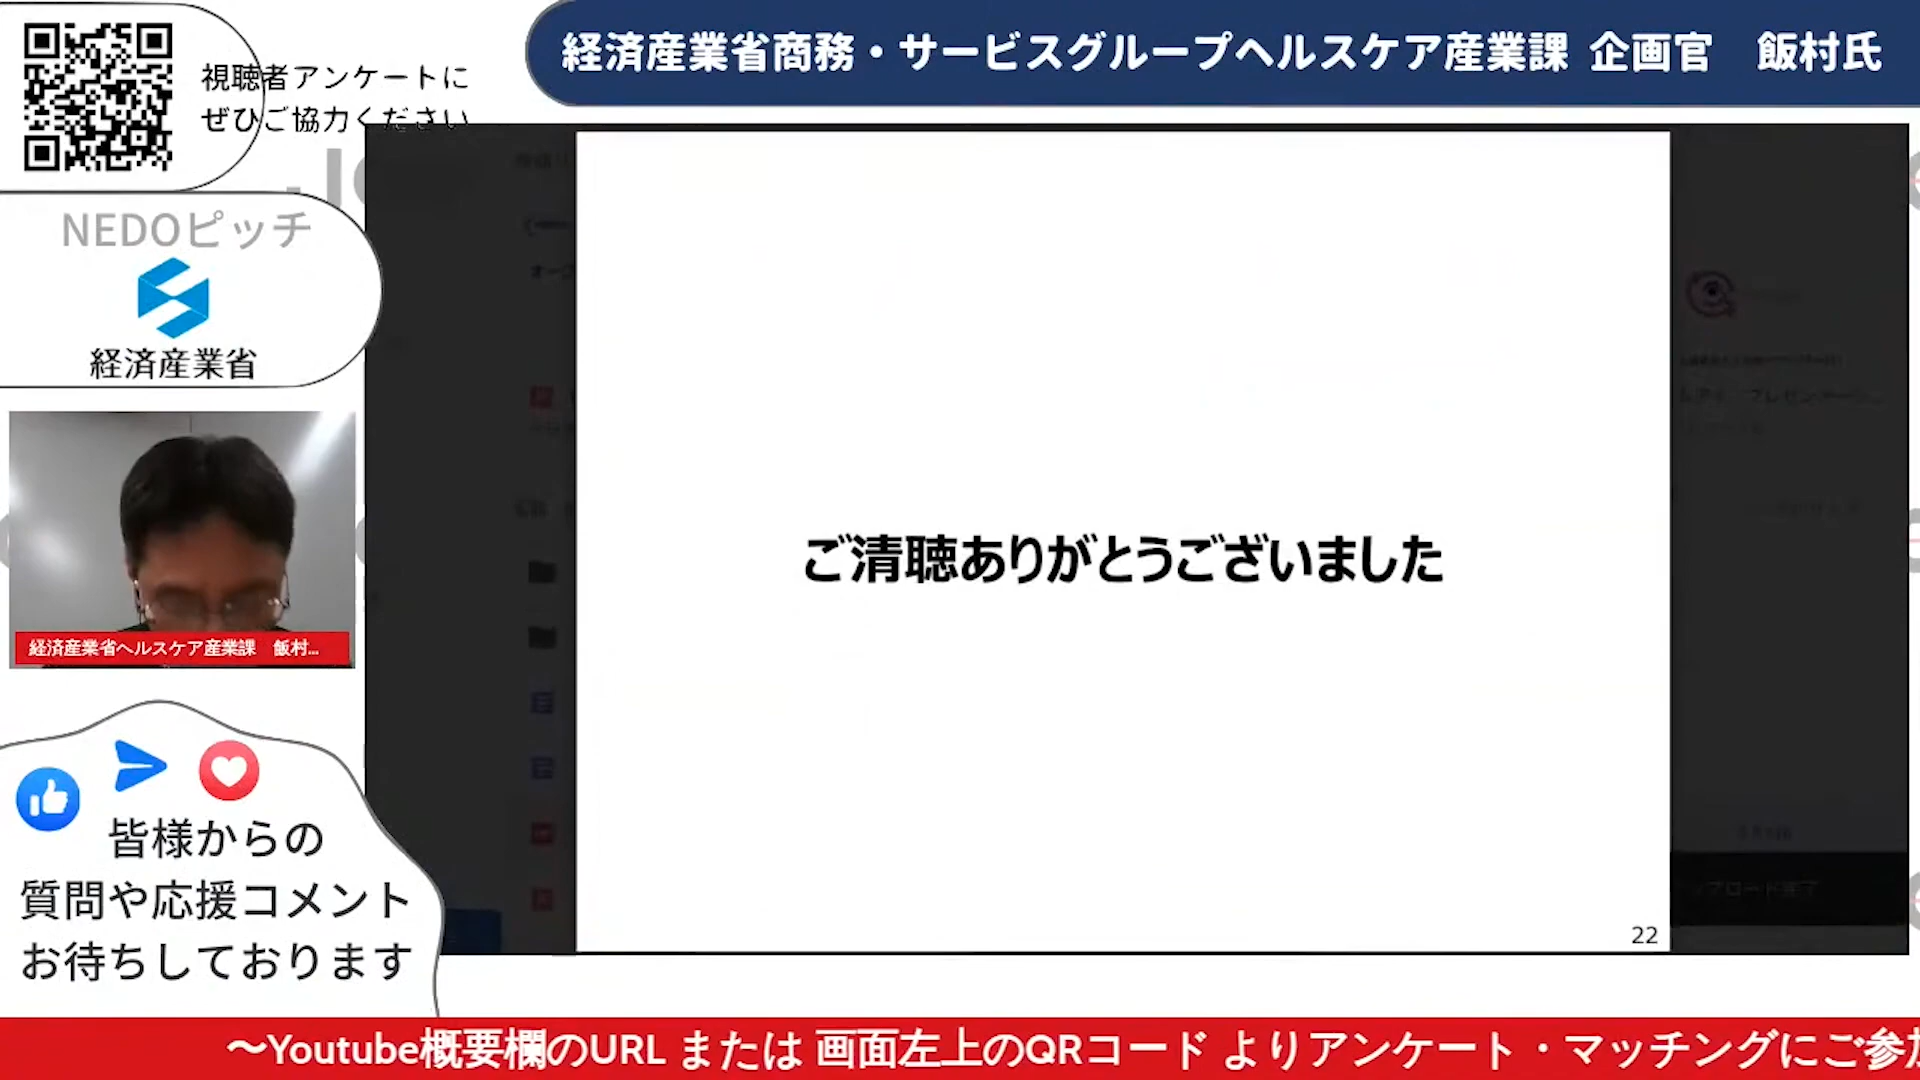 経済産業省商務・サービスグループヘルスケア産業課 企画官　飯村氏
視聴者アンケートに
ぜひご協力ください
NEDOピッチ
経済産業省
ご清聴ありがとうございました
経済産業省ヘルスケア産業課　飯村...
皆様からの
質問や応援コメント
お待ちしております
22
〜Youtube概要欄のURL または 画面左上のQRコード よりアンケート・マッチングにご参加